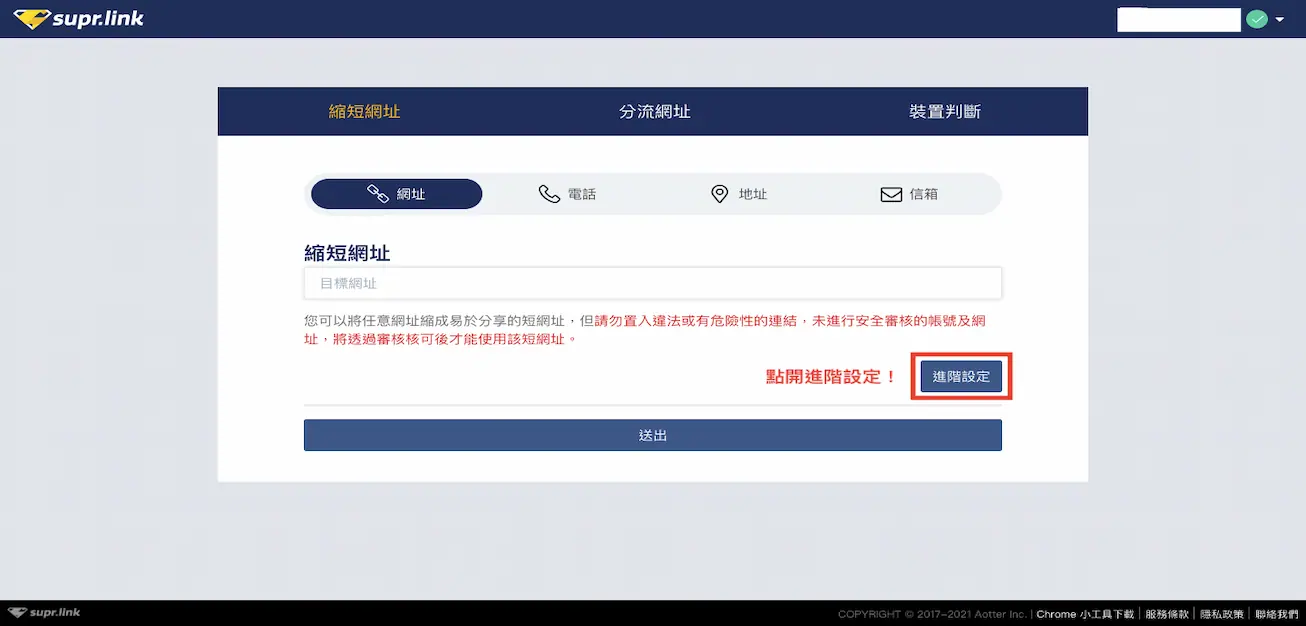 supr.link
縮短網址 分流網址 裝置判斷
網址 電話 地址 信箱
縮短網址
目標網址
您可以將任意網址縮成易於分享的短網址，但請勿置入違法或有危險性的連結，未進行安全審核的帳號及網
址，將透過審核核可後才能使用該短網址。
點開進階設定！ 進階設定
送出
supr.link COPYRIGHT © 2017-2021 Aotter Inc. | Chrome 小工具下載 | 服務條款 | 隱私政策 | 聯絡我們